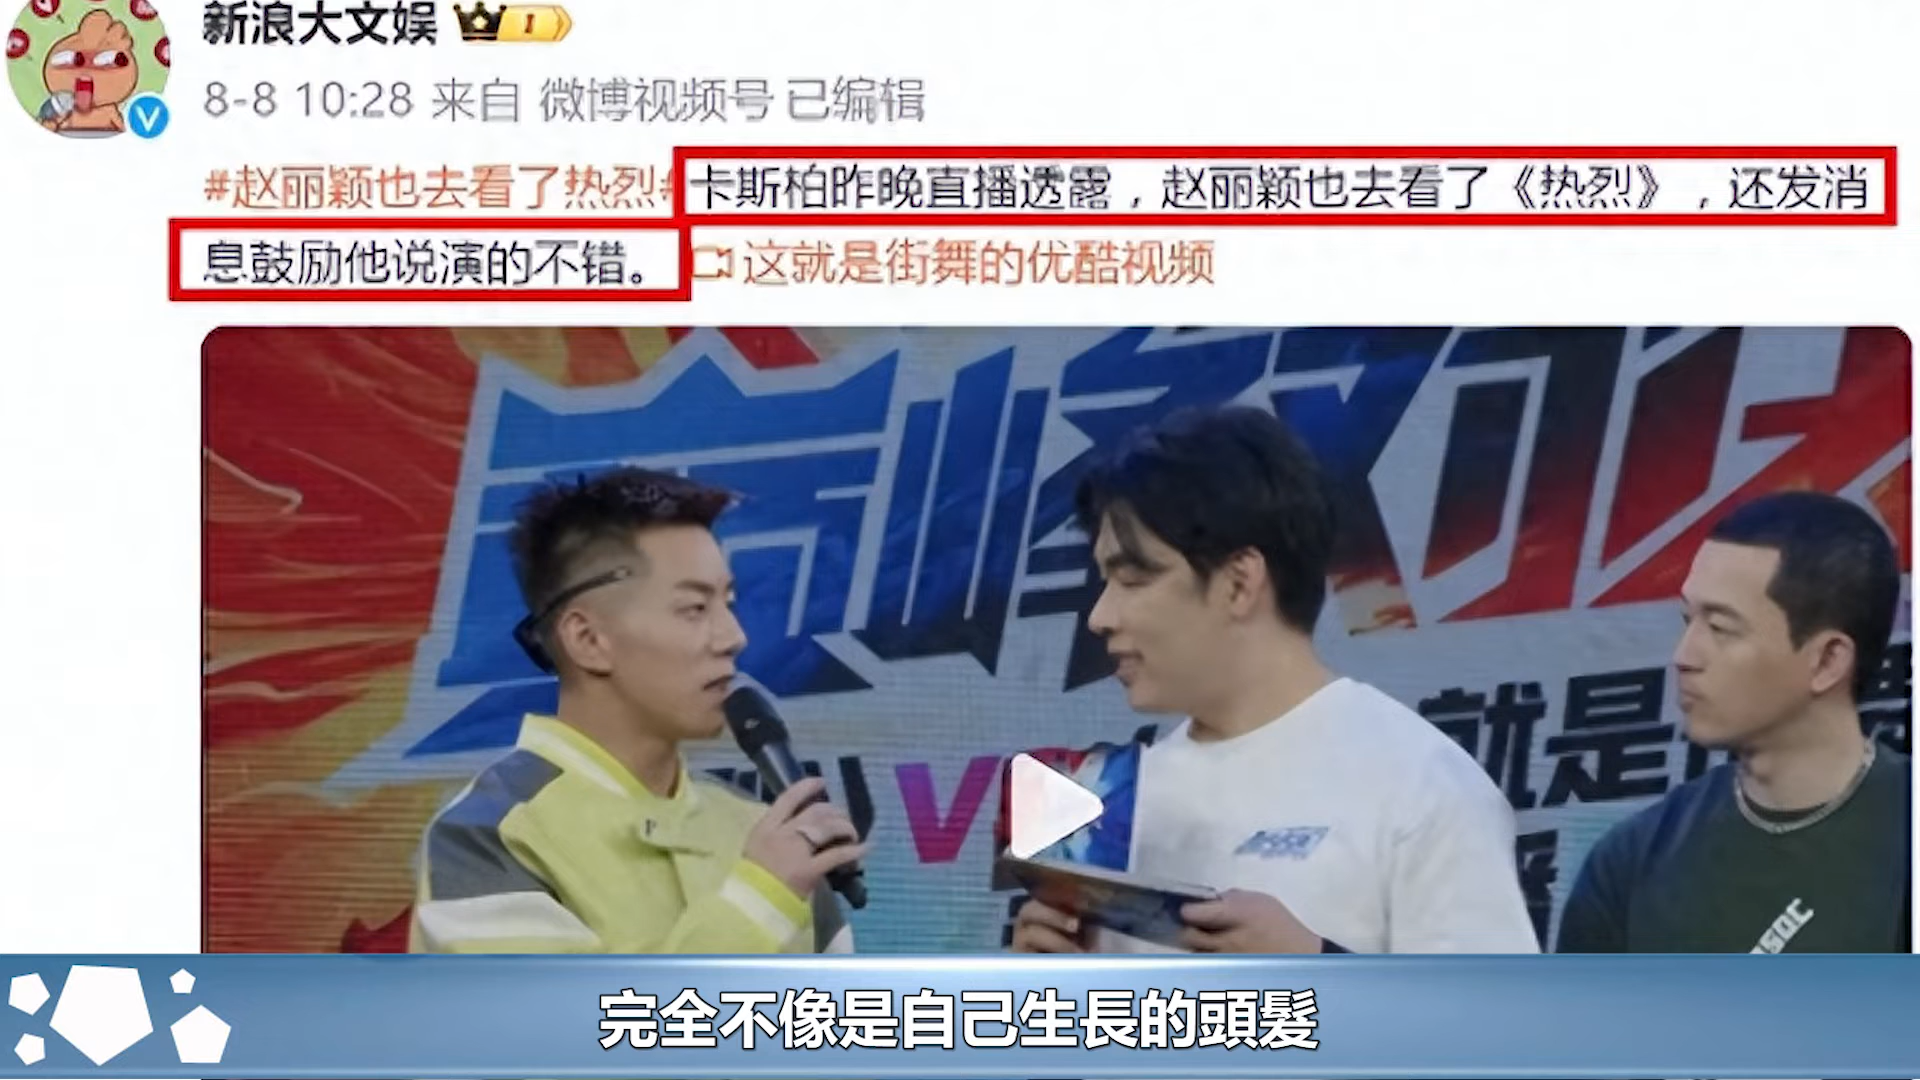 新浪大文娱
8-8 10:28 来自 微博视频号 已编辑
#赵丽颖也去看了热烈# 卡斯柏昨晚直播透露，赵丽颖也去看了《热烈》，还发消
息鼓励他说演的不错。 这就是街舞的优酷视频
巅峰
就是
V
完全不像是自己生長的頭髮